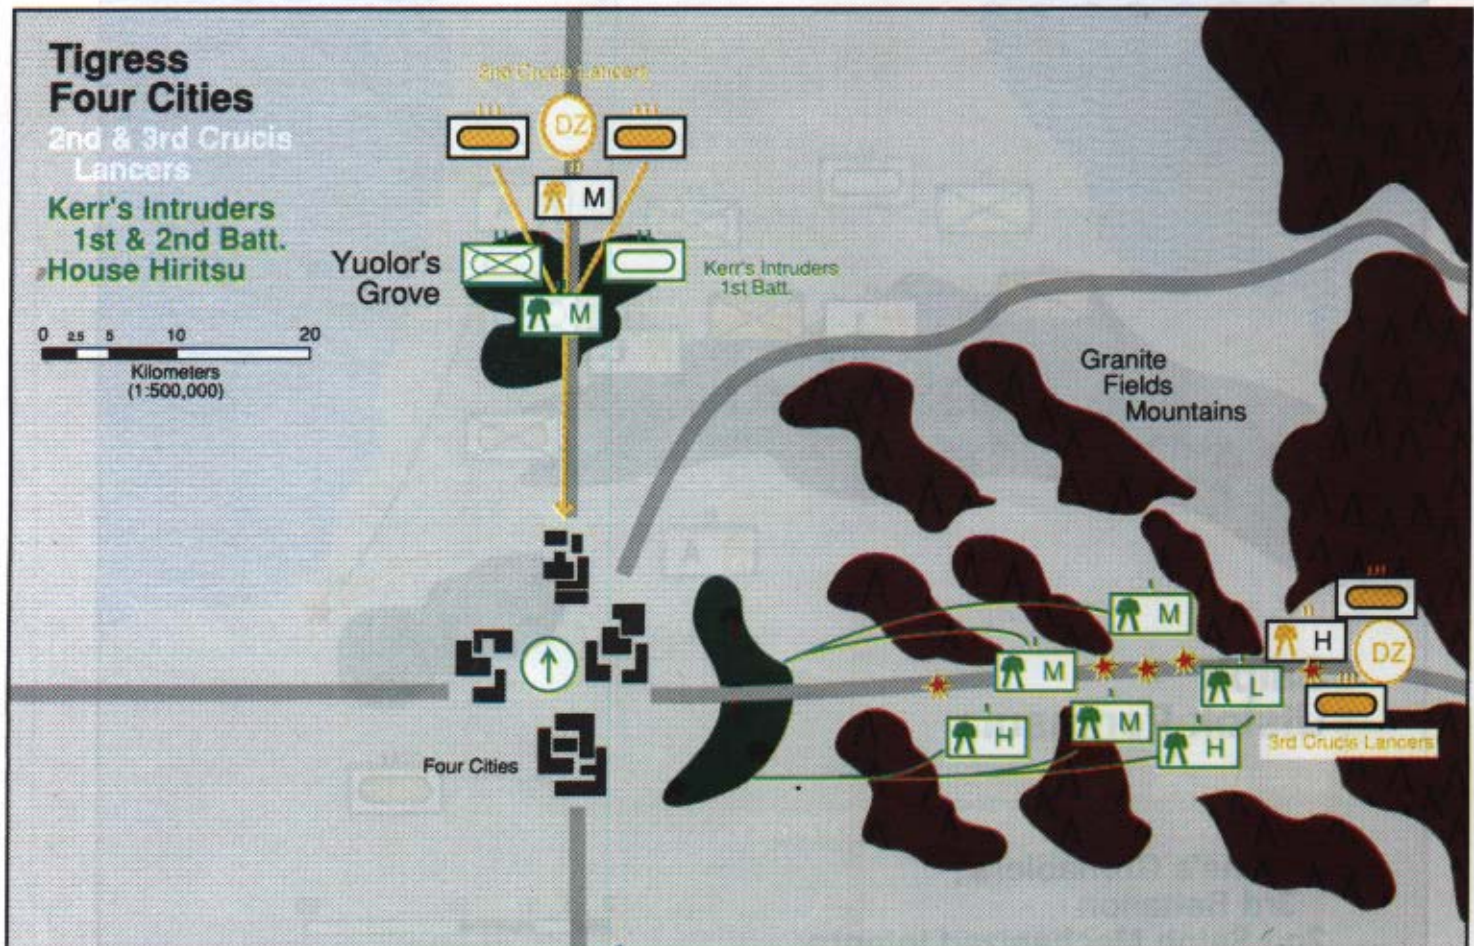 Tigress
Four Cities
2nd & 3rd Crucis
Lancers
Kerr's Intruders
1st & 2nd Batt.
House Hiritsu
0 2.5 5 10 20
Kilometers
(1:500,000)
2nd Crucis Lancers
DZ
M
Yuolor's
Grove
Kerr's Intruders
1st Batt.
M
Granite
Fields
Mountains
M
H
DZ
M
L
M
H
H
3rd Crucis Lancers
Four Cities